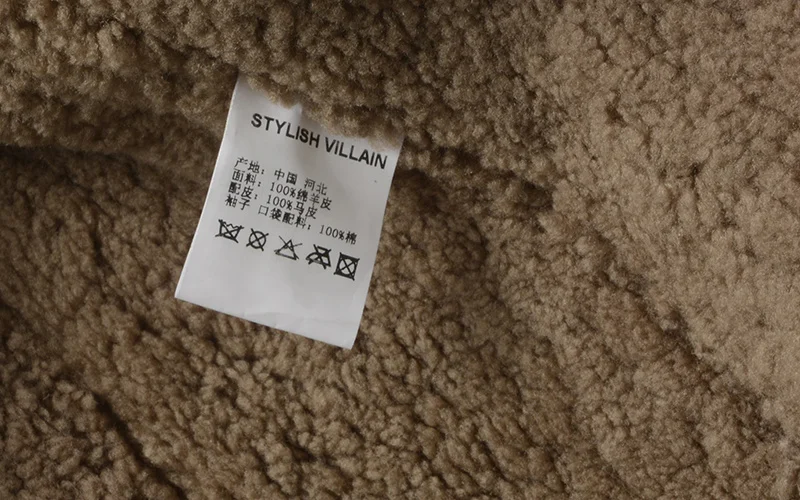 STYLISH VILLAIN
产地：中国 河北
面料：100%绵羊皮
配皮：100%马皮
袖子 口袋配料：100%棉